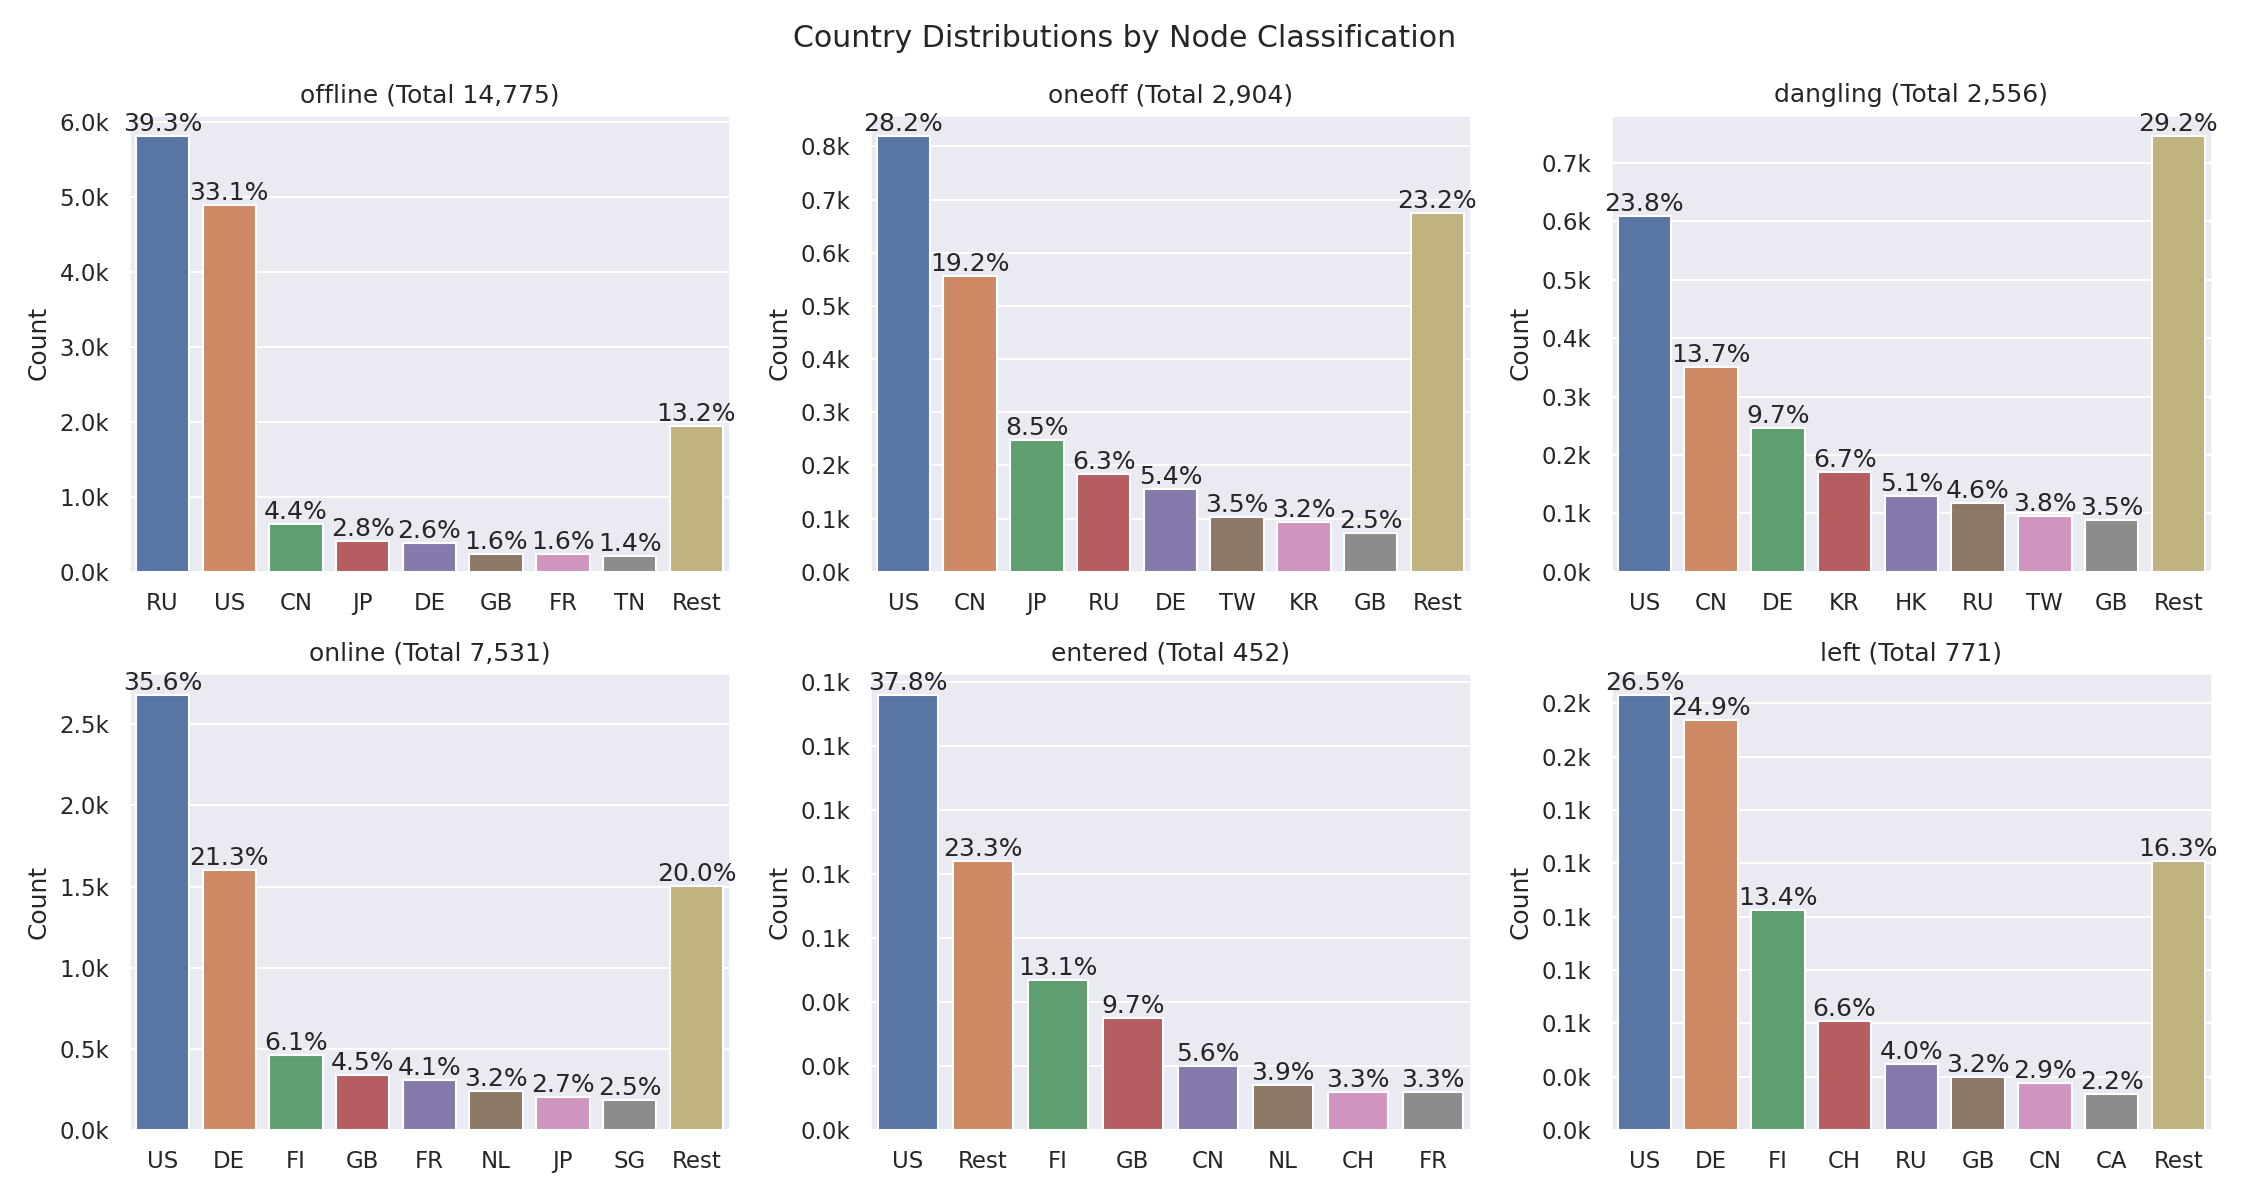 Country Distributions by Node Classification
offline (Total 14,775)
Count
6.0k
5.0k
4.0k
3.0k
2.0k
1.0k
0.0k
39.3%
33.1%
4.4%
2.8%
2.6%
1.6%
1.6%
1.4%
13.2%
RU US CN JP DE GB FR TN Rest
oneoff (Total 2,904)
Count
0.8k
0.7k
0.6k
0.5k
0.4k
0.3k
0.2k
0.1k
0.0k
28.2%
19.2%
8.5%
6.3%
5.4%
3.5%
3.2%
2.5%
23.2%
US CN JP RU DE TW KR GB Rest
dangling (Total 2,556)
Count
0.7k
0.6k
0.5k
0.4k
0.3k
0.2k
0.1k
0.0k
23.8%
13.7%
9.7%
6.7%
5.1%
4.6%
3.8%
3.5%
29.2%
US CN DE KR HK RU TW GB Rest
online (Total 7,531)
Count
2.5k
2.0k
1.5k
1.0k
0.5k
0.0k
35.6%
21.3%
6.1%
4.5%
4.1%
3.2%
2.7%
2.5%
20.0%
US DE FI GB FR NL JP SG Rest
entered (Total 452)
Count
0.1k
0.1k
0.1k
0.1k
0.1k
0.0k
0.0k
0.0k
37.8%
23.3%
13.1%
9.7%
5.6%
3.9%
3.3%
3.3%
US Rest FI GB CN NL CH FR
left (Total 771)
Count
0.2k
0.2k
0.1k
0.1k
0.1k
0.1k
0.1k
0.0k
0.0k
26.5%
24.9%
13.4%
6.6%
4.0%
3.2%
2.9%
2.2%
16.3%
US DE FI CH RU GB CN CA Rest